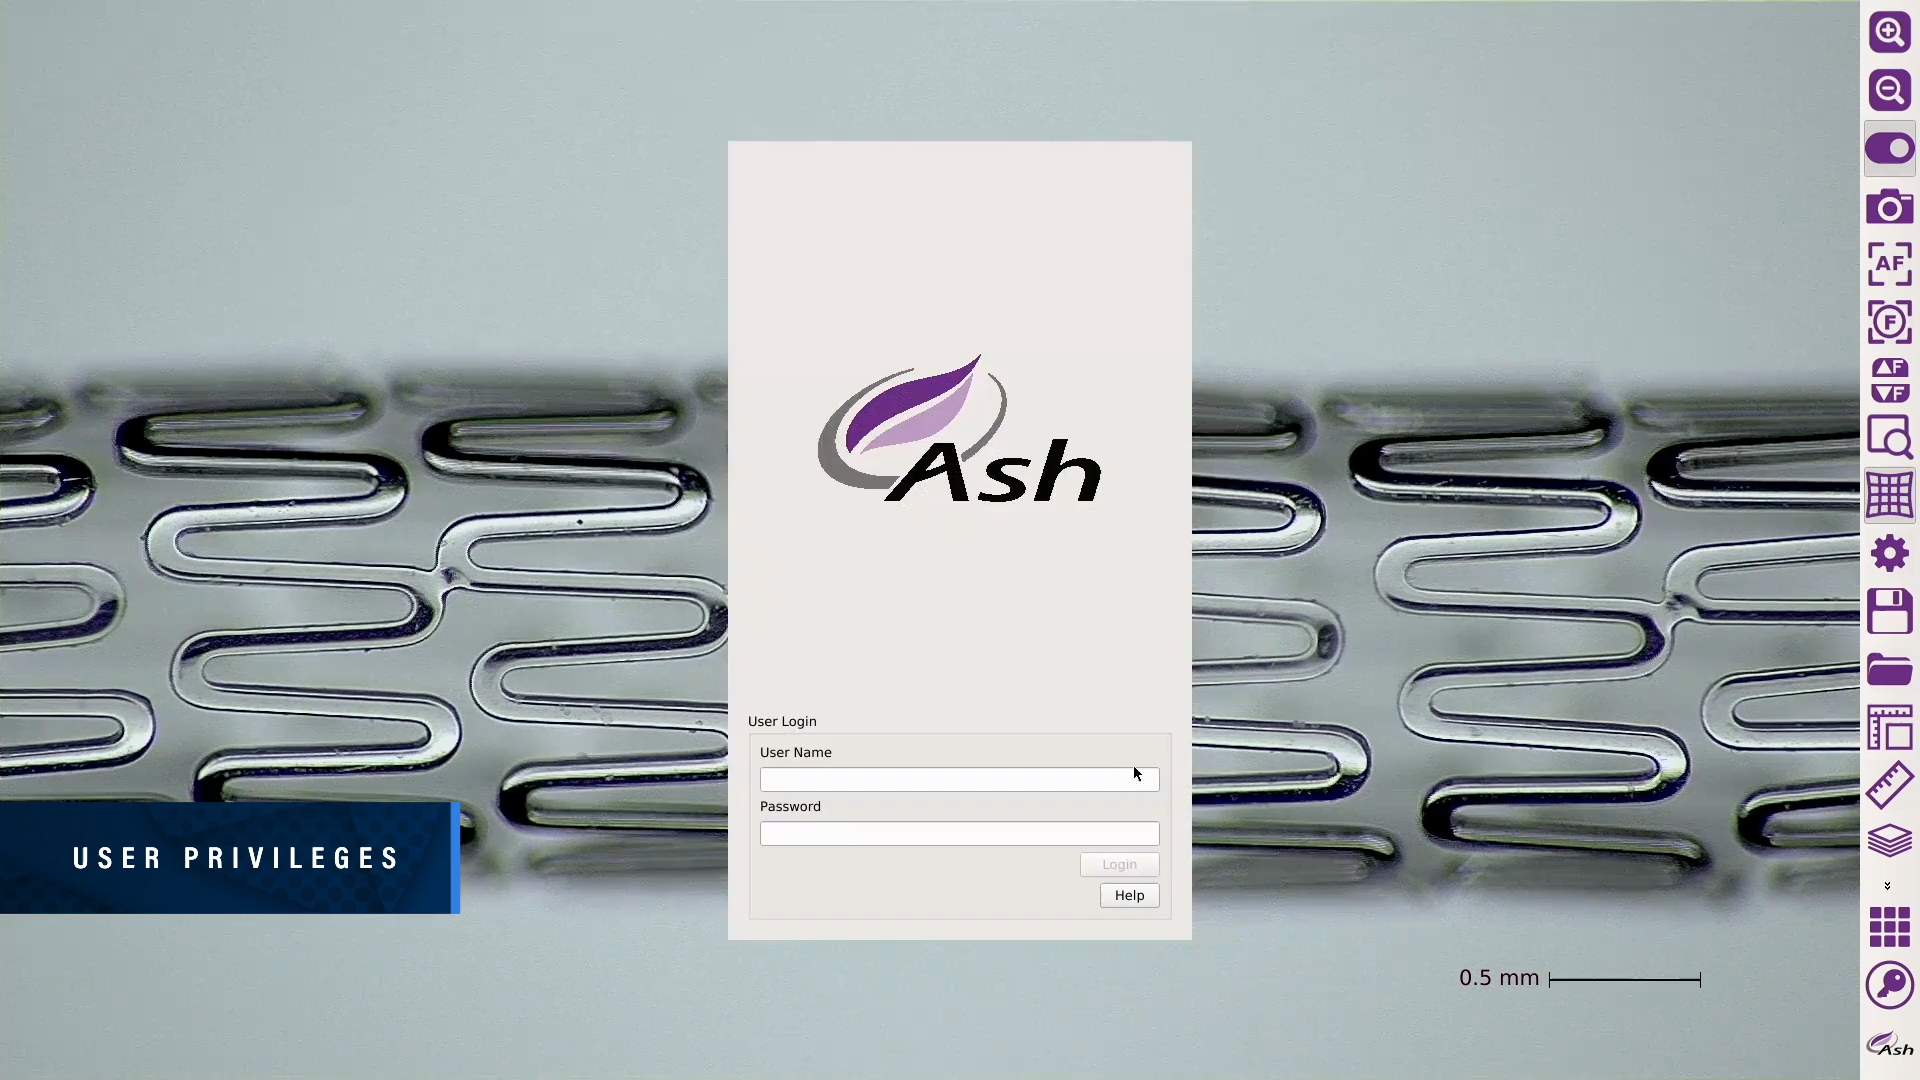 Ash
User Login
User Name
Password
Login
Help
USER PRIVILEGES
0.5 mm
AF
F
F
F
Ash